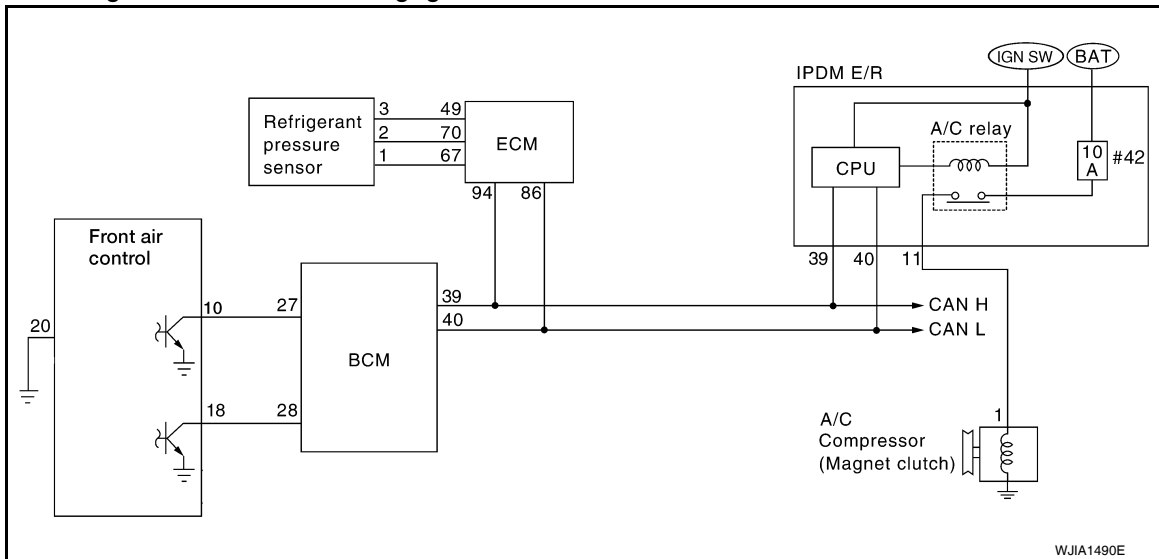 IGN SW
BAT
IPDM E/R
A/C relay
10
A
#42
CPU
39
40
11
Refrigerant
pressure
sensor
3
2
1
49
70
67
ECM
94
86
Front air
control
20
10
18
27
28
BCM
39
40
CAN H
CAN L
1
A/C
Compressor
(Magnet clutch)
WJIA1490E